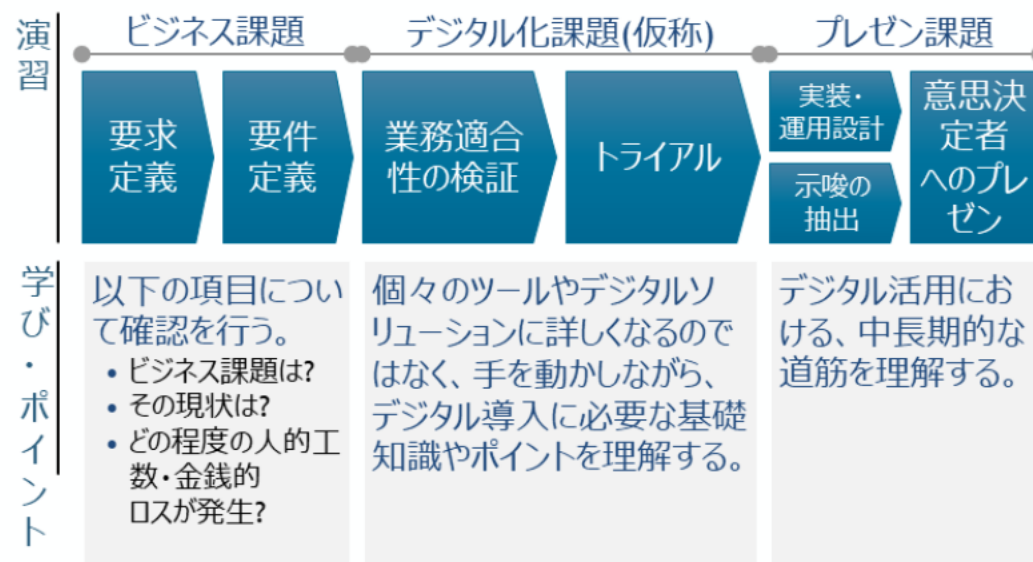 演習
ビジネス課題
デジタル化課題(仮称)
プレゼン課題
要求
定義
要件
定義
業務適合
性の検証
トライアル
実装・
運用設計
示唆の
抽出
意思決
定者
へのプレ
ゼン
学び・ポイント
以下の項目につい
て確認を行う。
• ビジネス課題は?
• その現状は?
• どの程度の人的工
数・金銭的
ロスが発生?
個々のツールやデジタルソ
リューションに詳しくなるので
はなく、手を動かしながら、
デジタル導入に必要な基礎
知識やポイントを理解する。
デジタル活用にお
ける、中長期的な
道筋を理解する。